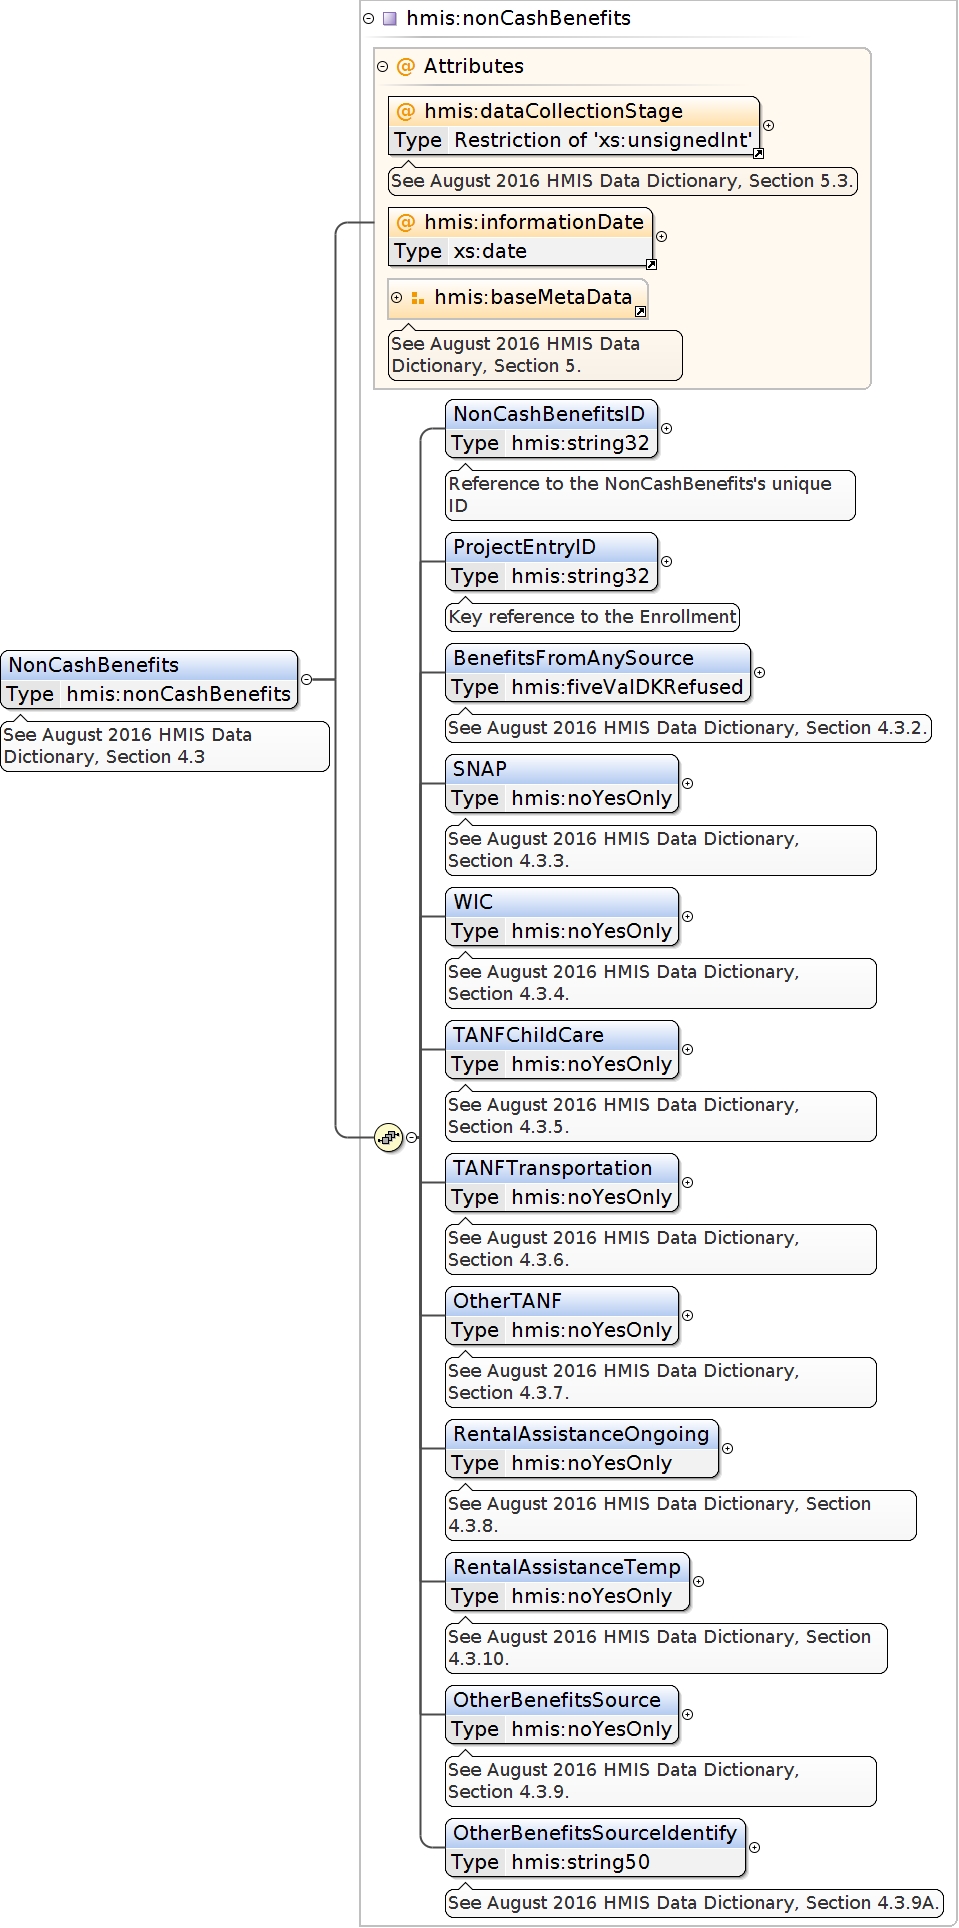 hmis:nonCashBenefits
@ Attributes
@ hmis:dataCollectionStage
Type Restriction of 'xs:unsignedInt'
See August 2016 HMIS Data Dictionary, Section 5.3.
@ hmis:informationDate
Type xs:date
hmis:baseMetaData
See August 2016 HMIS Data
Dictionary, Section 5.
NonCashBenefits
Type hmis:nonCashBenefits
See August 2016 HMIS Data
Dictionary, Section 4.3
NonCashBenefitsID
Type hmis:string32
Reference to the NonCashBenefits's unique
ID
ProjectEntryID
Type hmis:string32
Key reference to the Enrollment
BenefitsFromAnySource
Type hmis:fiveValDKRefused
See August 2016 HMIS Data Dictionary, Section 4.3.2.
SNAP
Type hmis:noYesOnly
See August 2016 HMIS Data Dictionary,
Section 4.3.3.
WIC
Type hmis:noYesOnly
See August 2016 HMIS Data Dictionary,
Section 4.3.4.
TANFChildCare
Type hmis:noYesOnly
See August 2016 HMIS Data Dictionary,
Section 4.3.5.
TANFTransportation
Type hmis:noYesOnly
See August 2016 HMIS Data Dictionary,
Section 4.3.6.
OtherTANF
Type hmis:noYesOnly
See August 2016 HMIS Data Dictionary,
Section 4.3.7.
RentalAssistanceOngoing
Type hmis:noYesOnly
See August 2016 HMIS Data Dictionary, Section
4.3.8.
RentalAssistanceTemp
Type hmis:noYesOnly
See August 2016 HMIS Data Dictionary, Section
4.3.10.
OtherBenefitsSource
Type hmis:noYesOnly
See August 2016 HMIS Data Dictionary,
Section 4.3.9.
OtherBenefitsSourceIdentify
Type hmis:string50
See August 2016 HMIS Data Dictionary, Section 4.3.9A.